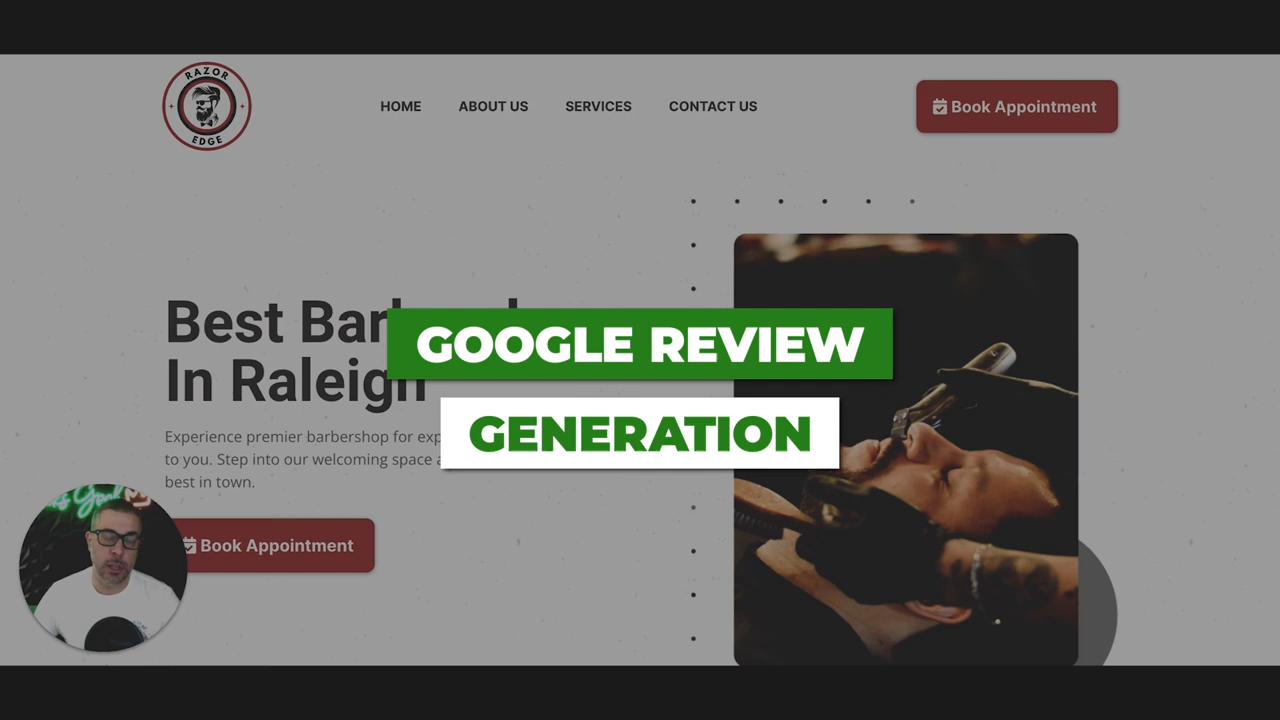 RAZOR
EDGE
HOME
ABOUT US
SERVICES
CONTACT US
Book Appointment
Best Bar
In Raleigh
GOOGLE REVIEW
GENERATION
Experience premier barbershop for exp
to you. Step into our welcoming space a
best in town.
Book Appointment